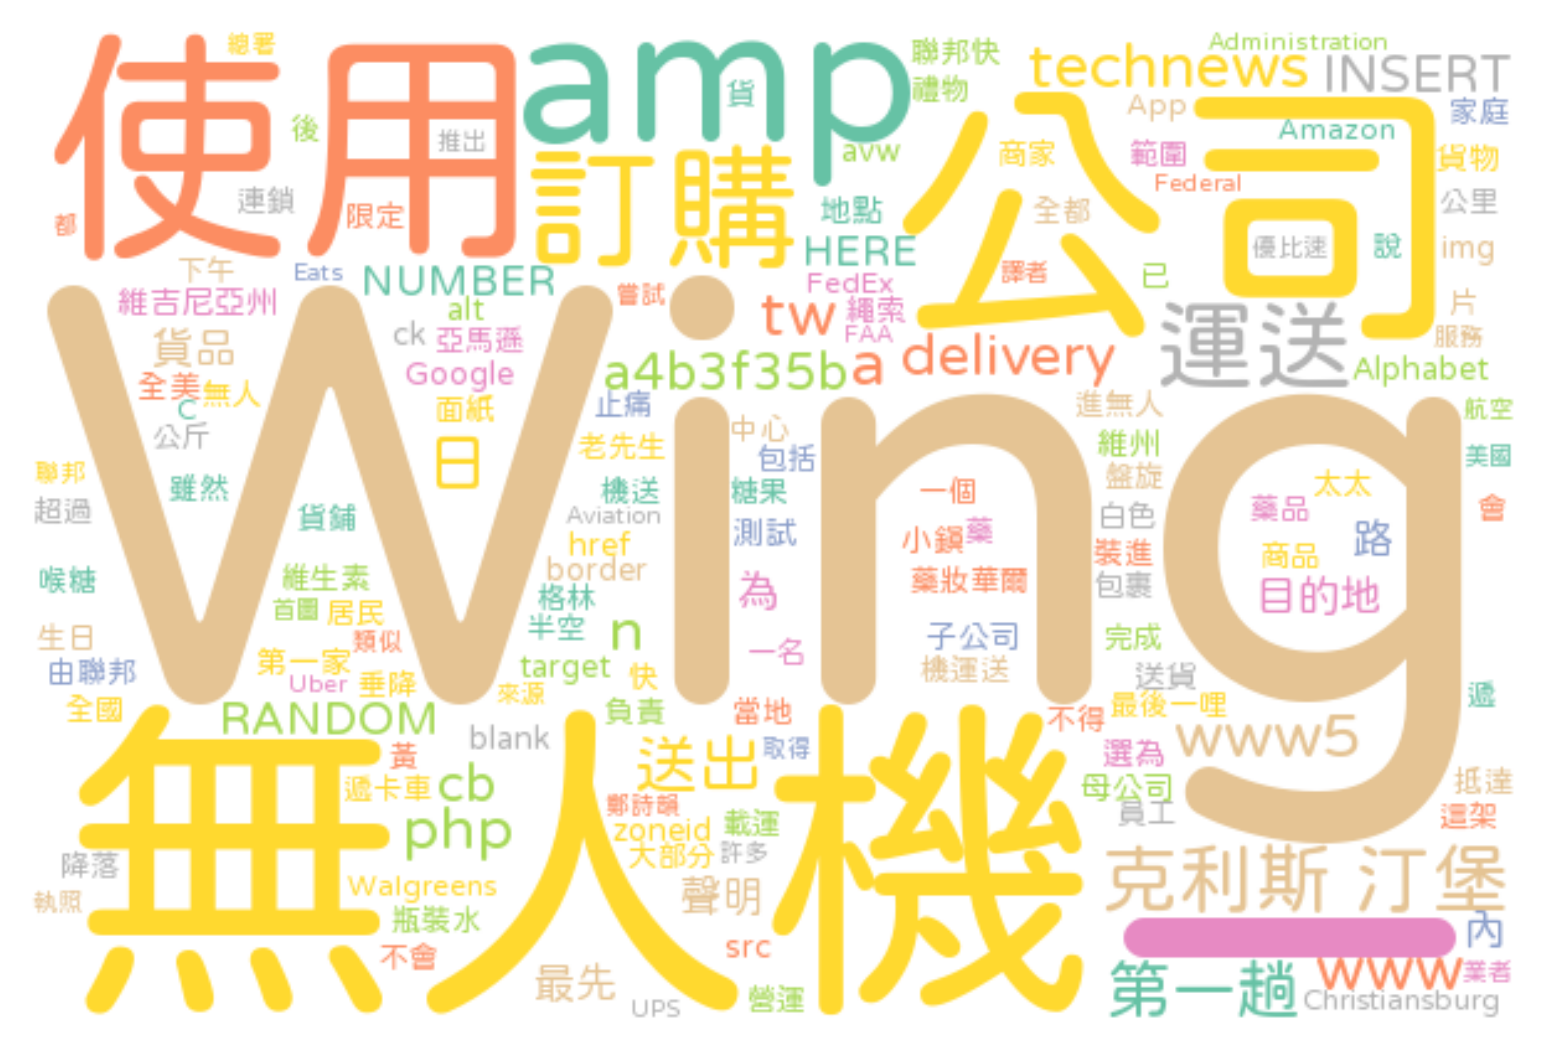 總署
使用
amp
聯邦快
technews
Administration
INSERT
禮物
貨
App
公司
Amazon
家庭
後
推出
訂購
avw
商家
範圍
貨物
都
連鎖
限定
地點
全都
Federal
公里
HERE
優比速
說
img
下午
Eats
NUMBER
嘗試
FedEx
譯者
已
維吉尼亞州
alt
tw
繩索
FAA
運送
片
服務
貨品
ck
亞馬遜
Google
a4b3f35b
a
delivery
Alphabet
全美
無人
C
面紙
止痛
進無人
航空
Wing
公斤
日
老先生
中心
包括
維州
美國
聯邦
雖然
機送
糖果
一個
盤旋
藥品
太太
會
超過
貨鋪
Aviation
測試
小鎮
藥
白色
路
href
商品
喉糖
維生素
border
為
藥妝華爾
裝進
包裹
目的地
首圖
居民
格林
半空
n
子公司
完成
生日
類似
一名
由聯邦
第一家
target
快
機運送
送貨
Uber
垂降
來源
遞
全國
RANDOM
負責
當地
不得
最後一哩
blank
送出
取得
選為
www5
無人機
黃
遞卡車
cb
母公司
抵達
鄭詩韻
員工
這架
php
zoneid
載運
大部分
許多
降落
Walgreens
聲明
克利斯 汀堡
執照
瓶裝水
不會
src
一
內
最先
第一趟
www
業者
UPS
營運
Christiansburg